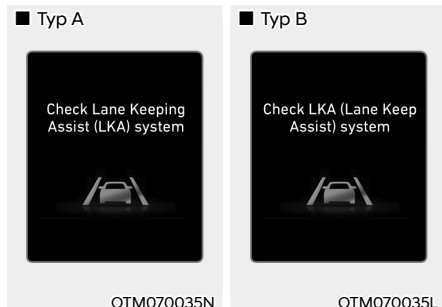 ■ Typ A
Check Lane Keeping
Assist (LKA) system
OTM070035N
■ Typ B
Check LKA (Lane Keep
Assist) system
OTM070035L